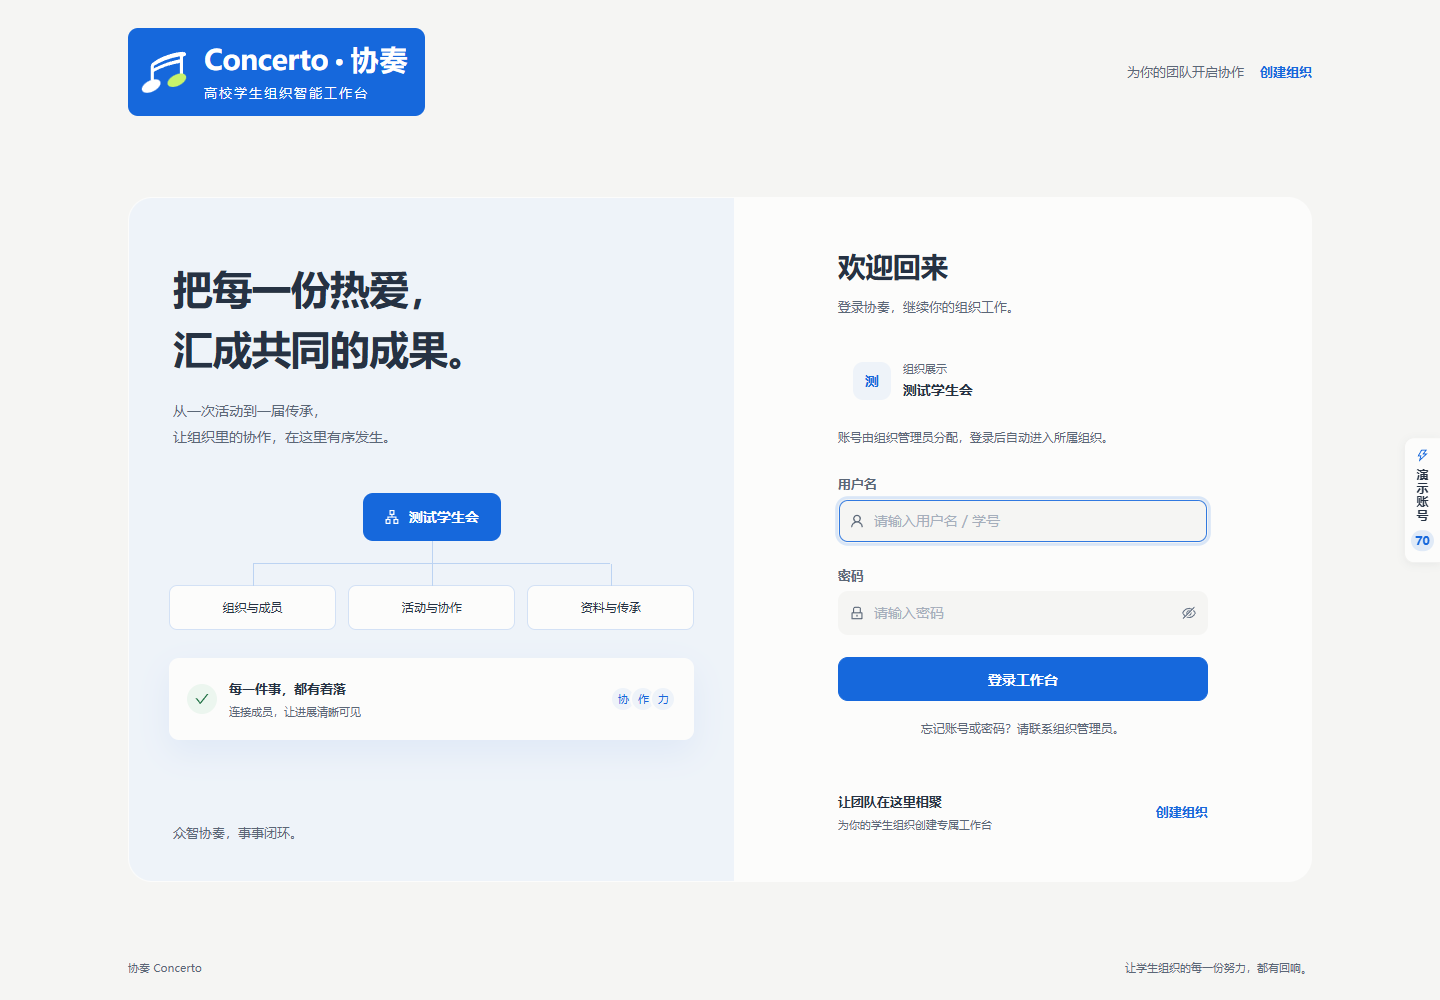 Concerto · 协奏
高校学生组织智能工作台
为你的团队开启协作 创建组织
把每一份热爱，
汇成共同的成果。
从一次活动到一届传承，
让组织里的协作，在这里有序发生。
测试学生会
组织与成员
活动与协作
资料与传承
每一件事，都有着落
连接成员，让进展清晰可见
协 作 力
众智协奏，事事闭环。
欢迎回来
登录协奏，继续你的组织工作。
测
组织展示
测试学生会
账号由组织管理员分配，登录后自动进入所属组织。
用户名
请输入用户名 / 学号
密码
请输入密码
登录工作台
忘记账号或密码？请联系组织管理员。
让团队在这里相聚
为你的学生组织创建专属工作台
创建组织
演示账号
70
协奏 Concerto
让学生组织的每一份努力，都有回响。